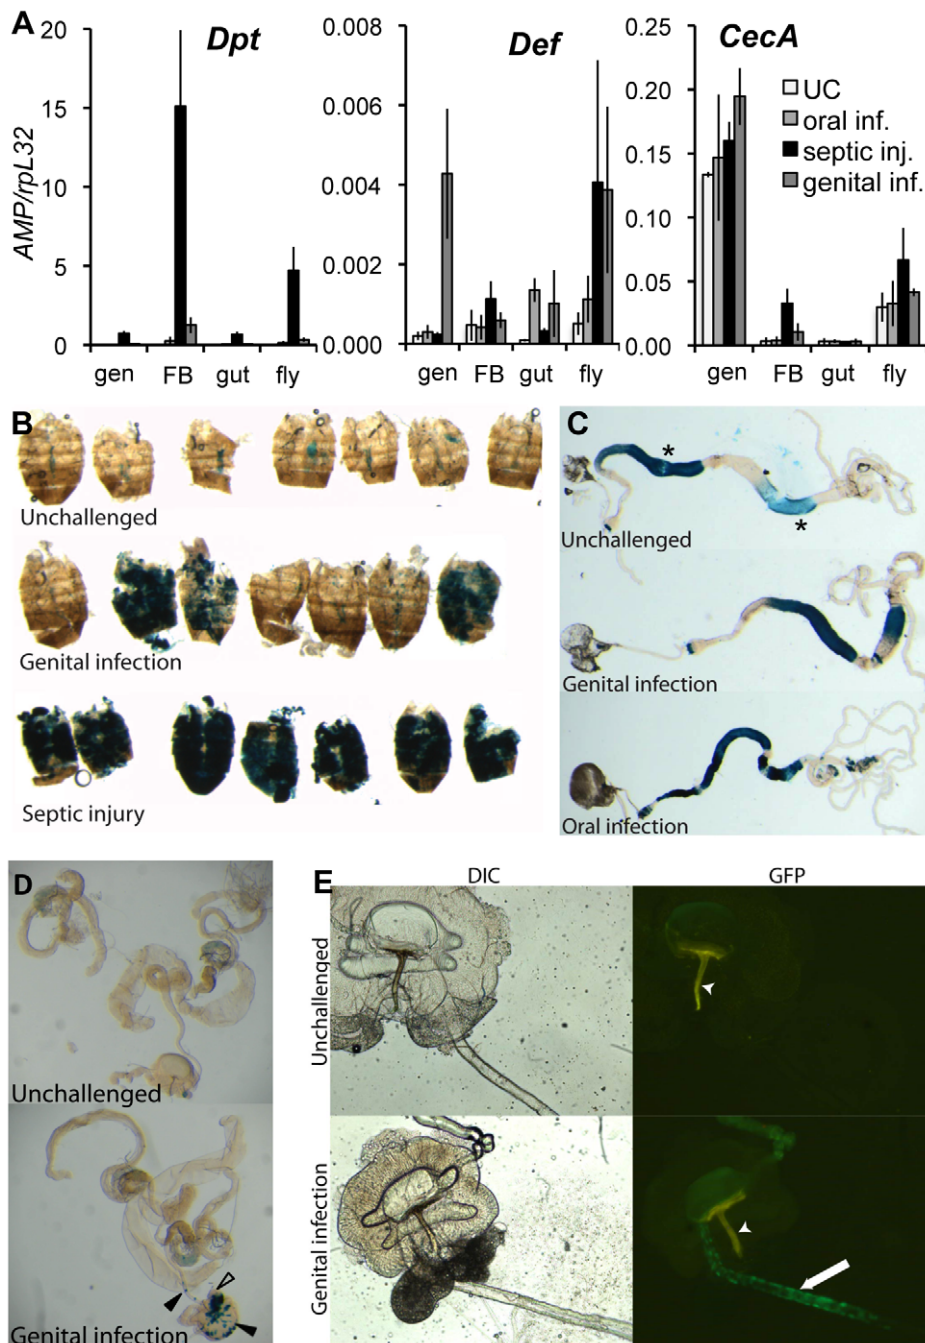 A
Dpt
Def
CecA
AMP/rpL32
20
15
10
5
0
gen FB gut fly
0.008
0.006
0.004
0.002
0.000
gen FB gut fly
0.25
0.20
0.15
0.10
0.05
0.00
gen FB gut fly
UC
oral inf.
septic inj.
genital inf.
B
Unchallenged
Genital infection
Septic injury
C
*
*
Unchallenged
Genital infection
Oral infection
D
Unchallenged
Genital infection
E
DIC
GFP
Unchallenged
Genital infection